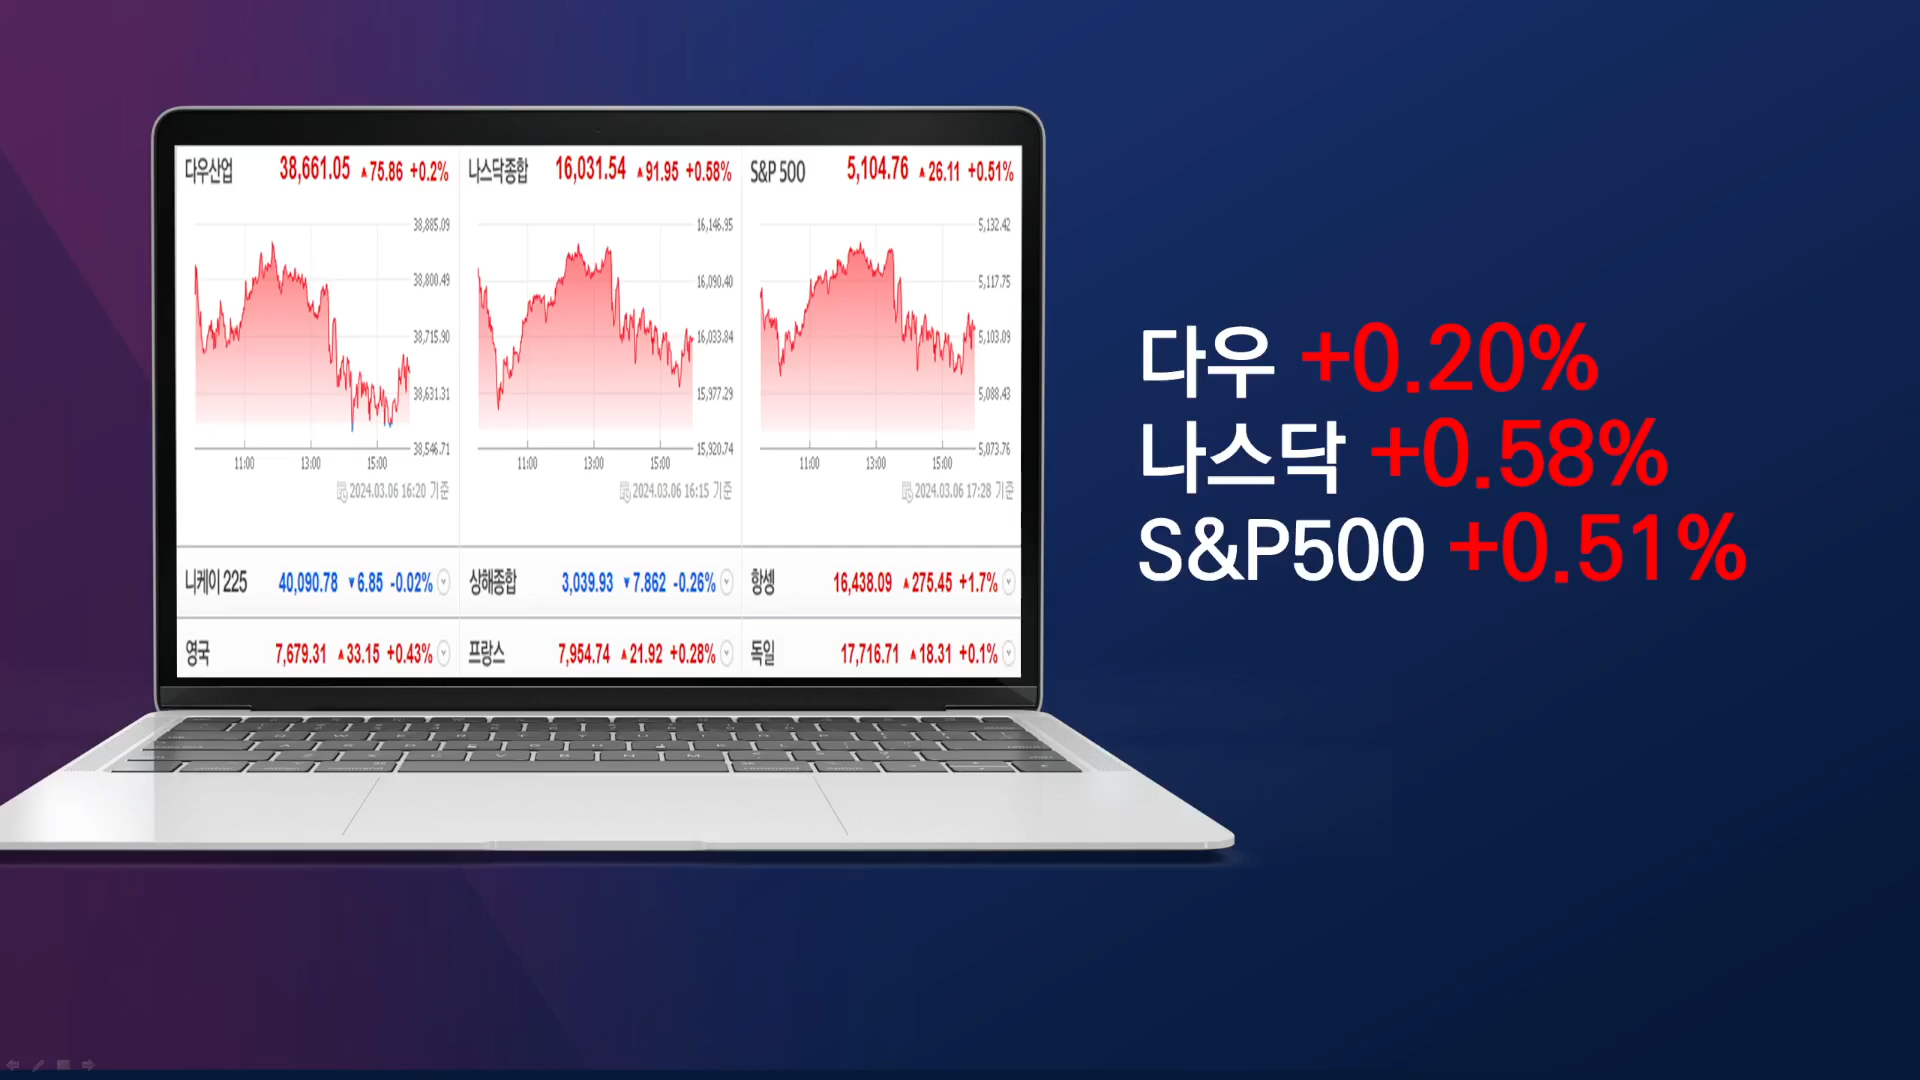 다우산업 38,661.05 ▲75.86 +0.2%
나스닥종합 16,031.54 ▲91.95 +0.58%
S&P 500 5,104.76 ▲26.11 +0.51%
38,885.09
38,800.49
38,715.90
38,631.31
38,546.71
11:00 13:00 15:00
2024.03.06 16:20 기준
16,146.95
16,090.40
16,033.84
15,977.29
15,920.74
11:00 13:00 15:00
2024.03.06 16:15 기준
5,132.42
5,117.75
5,103.09
5,088.43
5,073.76
11:00 13:00 15:00
2024.03.06 17:28 기준
니케이 225 40,090.78 ▼6.85 -0.02%
상해종합 3,039.93 ▼7.862 -0.26%
항셍 16,438.09 ▲275.45 +1.7%
영국 7,679.31 ▲33.15 +0.43%
프랑스 7,954.74 ▲21.92 +0.28%
독일 17,716.71 ▲18.31 +0.1%
다우 +0.20%
나스닥 +0.58%
S&P500 +0.51%